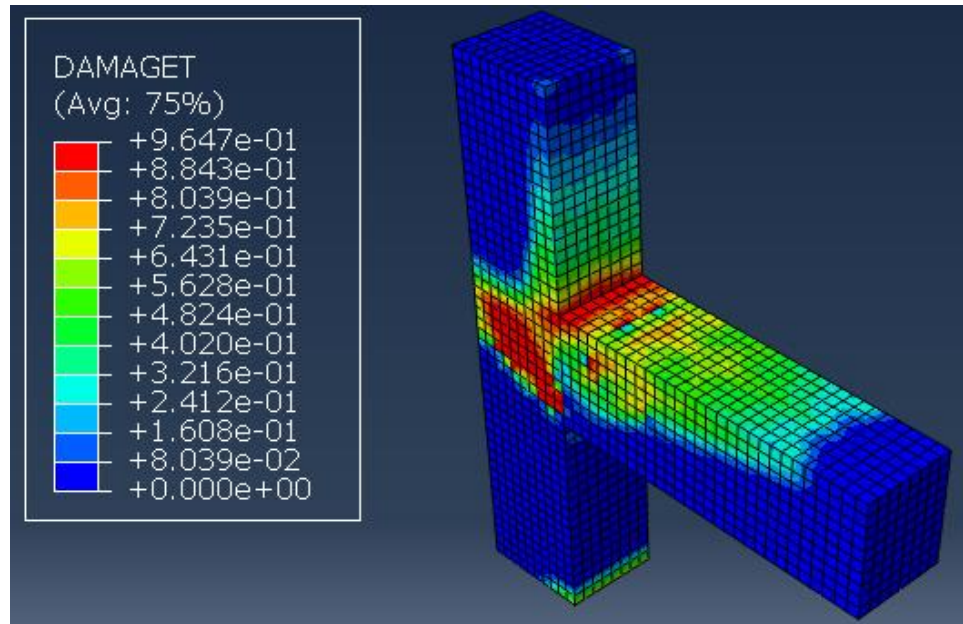 DAMAGET
(Avg: 75%)
+9.647e-01
+8.843e-01
+8.039e-01
+7.235e-01
+6.431e-01
+5.628e-01
+4.824e-01
+4.020e-01
+3.216e-01
+2.412e-01
+1.608e-01
+8.039e-02
+0.000e+00